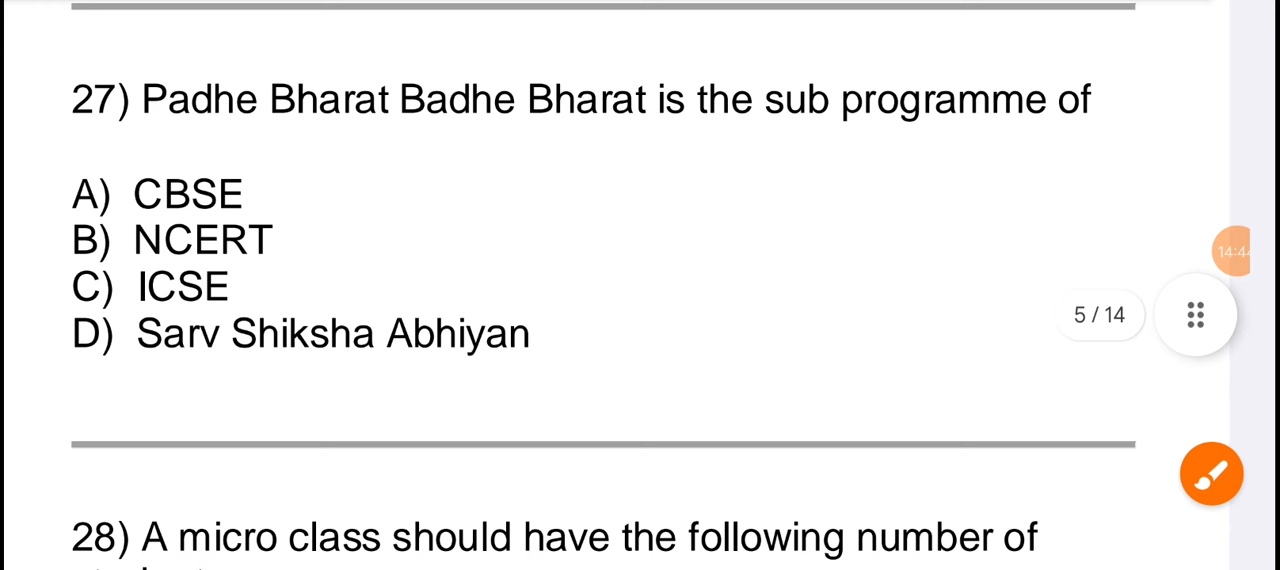 27) Padhe Bharat Badhe Bharat is the sub programme of
A) CBSE
B) NCERT
C) ICSE
D) Sarv Shiksha Abhiyan
5 / 14
28) A micro class should have the following number of